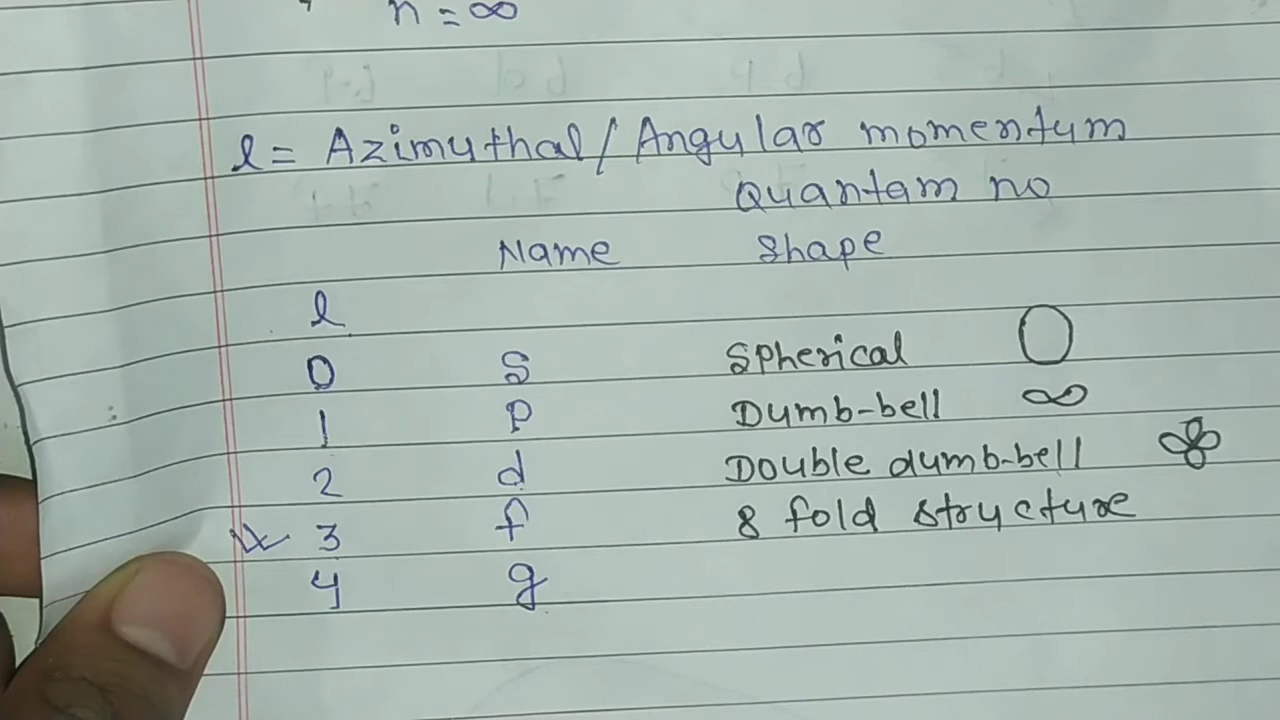 n = ∞
l = Azimuthal/Angular momentum
Quantam no
Name Shape
l
0 S Spherical
1 P Dumb-bell
2 d Double dumb-bell
3 f 8 fold structure
4 g